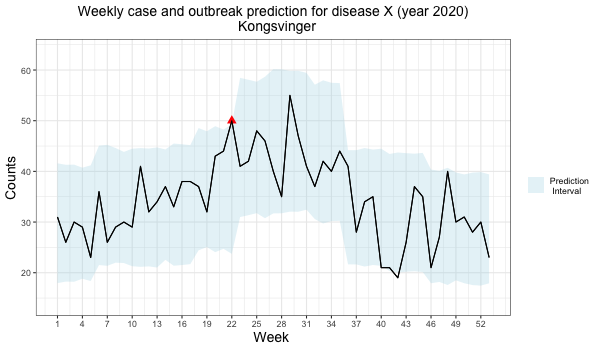 Weekly case and outbreak prediction for disease X (year 2020)
Kongsvinger
Counts
60
50
40
30
20
1 4 7 10 13 16 19 22 25 28 31 34 37 40 43 46 49 52
Week
Prediction
Interval